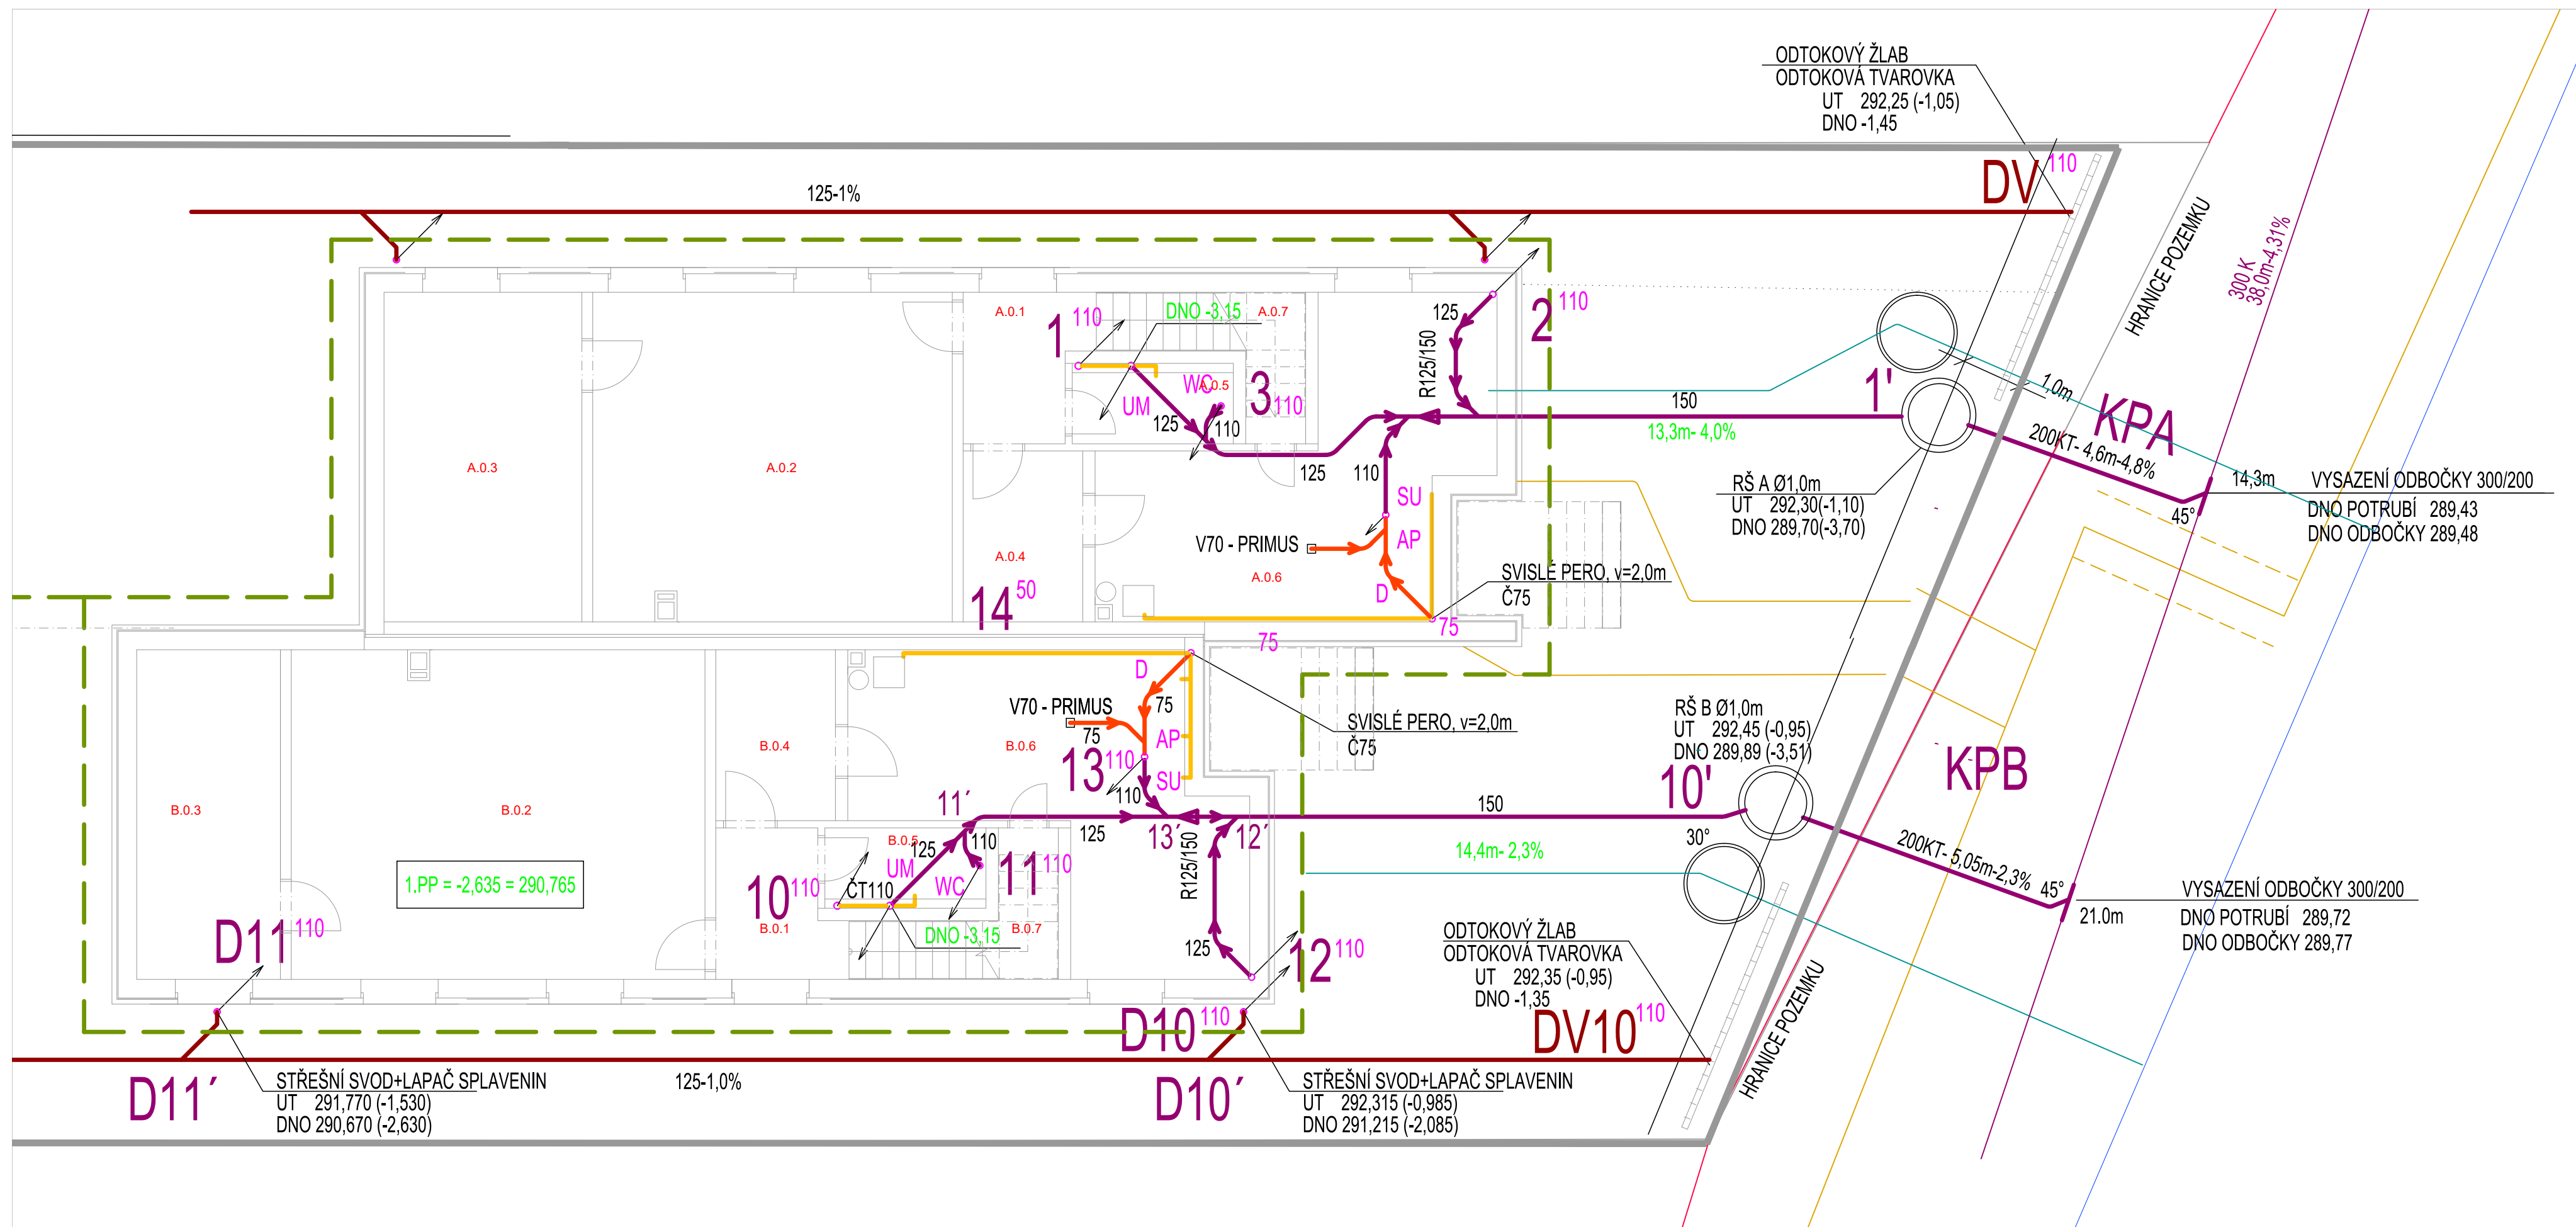 ODTOKOVÝ ŽLAB
ODTOKOVÁ TVAROVKA
UT 292,25 (-1,05)
DNO -1,45
DV 110
125-1%
HRANICE POZEMKU
300 K
38,0m-4,31%
A.0.1
1 110
DNO -3,15
A.0.7
125
2 110
R125/150
WC
A.0.5
3 110
UM
125
110
1'
150
13,3m- 4,0%
1,0m
KPA
200KT- 4,6m-4,8%
14,3m
45°
VYSAZENÍ ODBOČKY 300/200
DNO POTRUBÍ 289,43
DNO ODBOČKY 289,48
A.0.3
A.0.2
125
110
SU
RŠ A Ø1,0m
UT 292,30(-1,10)
DNO 289,70(-3,70)
V70 - PRIMUS
AP
A.0.4
A.0.6
D
SVISLÉ PERO, v=2,0m
Č75
14 50
75
75
D
V70 - PRIMUS
75
75
AP
SVISLÉ PERO, v=2,0m
Č75
RŠ B Ø1,0m
UT 292,45 (-0,95)
DNO 289,89 (-3,51)
B.0.4
B.0.6
13 110
SU
110
10'
KPB
B.0.3
B.0.2
11´
125
13´
R125/150
12´
150
30°
14,4m- 2,3%
200KT- 5,05m-2,3%
45°
21.0m
VYSAZENÍ ODBOČKY 300/200
DNO POTRUBÍ 289,72
DNO ODBOČKY 289,77
B.0.5
125
110
UM
WC
11 110
1.PP = -2,635 = 290,765
10 110
ČT110
B.0.1
DNO -3,15
B.0.7
125
12 110
D11 110
D10 110
ODTOKOVÝ ŽLAB
ODTOKOVÁ TVAROVKA
UT 292,35 (-0,95)
DNO -1,35
DV10 110
HRANICE POZEMKU
D11´
STŘEŠNÍ SVOD+LAPAČ SPLAVENIN
UT 291,770 (-1,530)
DNO 290,670 (-2,630)
125-1,0%
D10´
STŘEŠNÍ SVOD+LAPAČ SPLAVENIN
UT 292,315 (-0,985)
DNO 291,215 (-2,085)